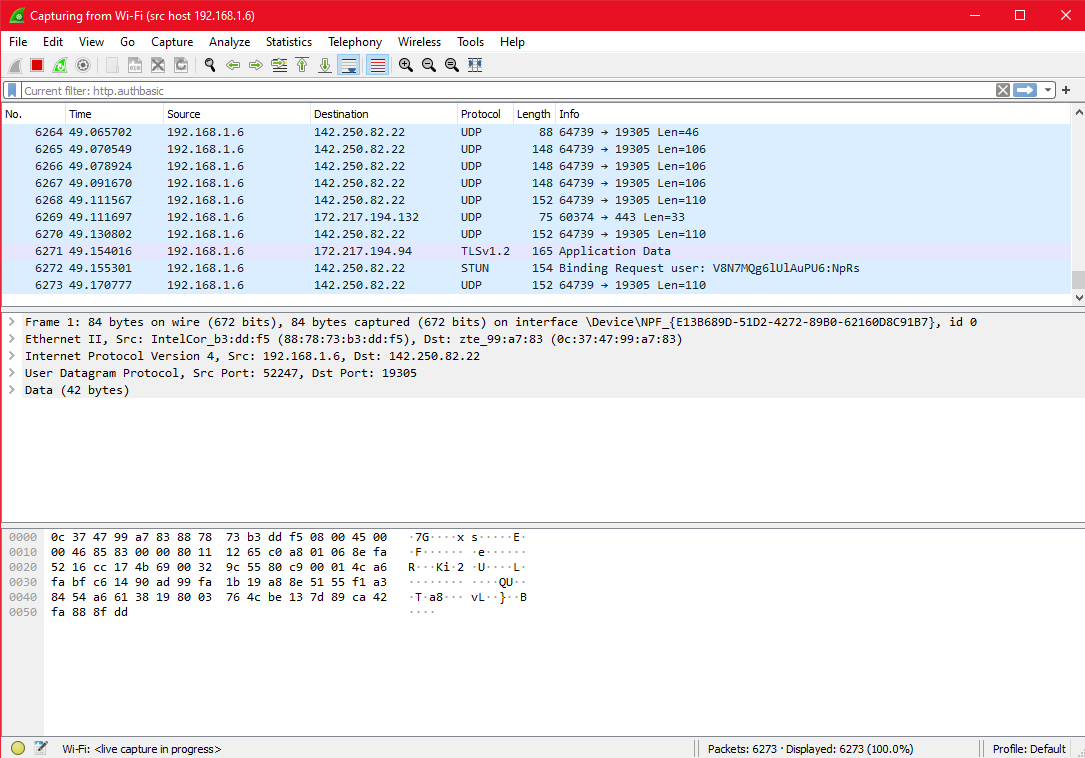 Capturing from Wi-Fi (src host 192.168.1.6)
File Edit View Go Capture Analyze Statistics Telephony Wireless Tools Help
Current filter: http.authbasic
No. Time Source Destination Protocol Length Info
6264 49.065702 192.168.1.6 142.250.82.22 UDP 88 64739 → 19305 Len=46
6265 49.070549 192.168.1.6 142.250.82.22 UDP 148 64739 → 19305 Len=106
6266 49.078924 192.168.1.6 142.250.82.22 UDP 148 64739 → 19305 Len=106
6267 49.091670 192.168.1.6 142.250.82.22 UDP 148 64739 → 19305 Len=106
6268 49.111567 192.168.1.6 142.250.82.22 UDP 152 64739 → 19305 Len=110
6269 49.111697 192.168.1.6 172.217.194.132 UDP 75 60374 → 443 Len=33
6270 49.130802 192.168.1.6 142.250.82.22 UDP 152 64739 → 19305 Len=110
6271 49.154016 192.168.1.6 172.217.194.94 TLSv1.2 165 Application Data
6272 49.155301 192.168.1.6 142.250.82.22 STUN 154 Binding Request user: V8N7MQg6lUlAuPU6:NpRs
6273 49.170777 192.168.1.6 142.250.82.22 UDP 152 64739 → 19305 Len=110
Frame 1: 84 bytes on wire (672 bits), 84 bytes captured (672 bits) on interface \Device\NPF_{E13B689D-51D2-4272-89B0-62160D8C91B7}, id 0
Ethernet II, Src: IntelCor_b3:dd:f5 (88:78:73:b3:dd:f5), Dst: zte_99:a7:83 (0c:37:47:99:a7:83)
Internet Protocol Version 4, Src: 192.168.1.6, Dst: 142.250.82.22
User Datagram Protocol, Src Port: 52247, Dst Port: 19305
Data (42 bytes)
0000 0c 37 47 99 a7 83 88 78 73 b3 dd f5 08 00 45 00 ·7G····x s·····E·
0010 00 46 85 83 00 00 80 11 12 65 c0 a8 01 06 8e fa ·F······ ·e······
0020 52 16 cc 17 4b 69 00 32 9c 55 80 c9 00 01 4c a6 R···Ki·2 ·U····L·
0030 fa bf c6 14 90 ad 99 fa 1b 19 a8 8e 51 55 f1 a3 ········ ····QU··
0040 84 54 a6 61 38 19 80 03 76 4c be 13 7d 89 ca 42 ·T·a8··· vL··}··B
0050 fa 88 8f dd ····
Wi-Fi: <live capture in progress> Packets: 6273 · Displayed: 6273 (100.0%) Profile: Default